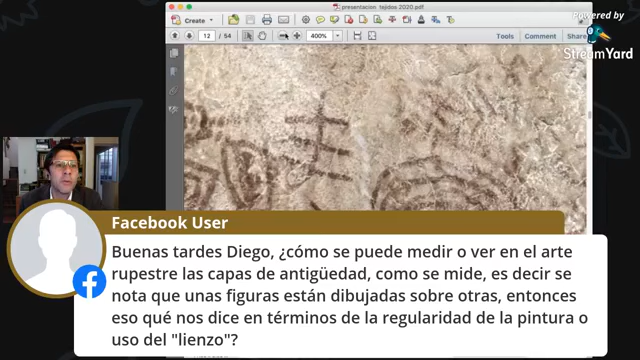 presentacion tejidos 2020.pdf
Powered by
StreamYard
Create
12 / 54
400%
Tools
Comment
Share
Facebook User
Buenas tardes Diego, ¿cómo se puede medir o ver en el arte
rupestre las capas de antigüedad, como se mide, es decir se
nota que unas figuras están dibujadas sobre otras, entonces
eso qué nos dice en términos de la regularidad de la pintura o
uso del "lienzo"?